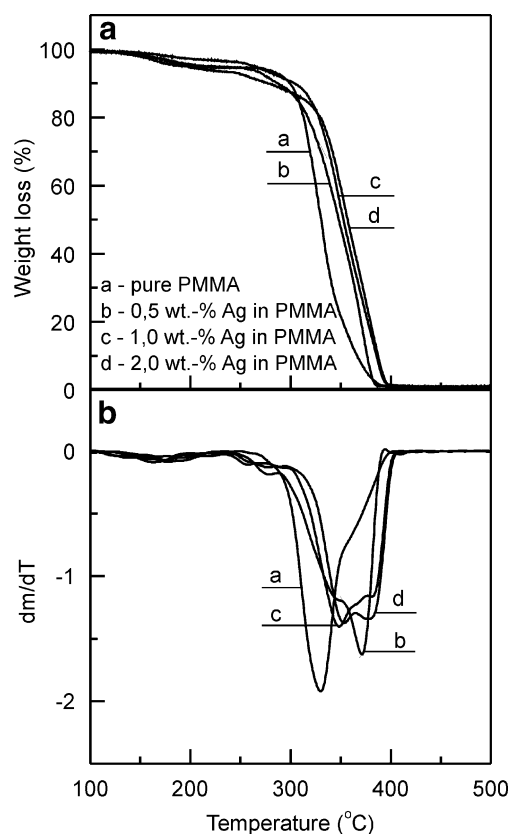 a
100
80
60
40
20
0
Weight loss (%)
a
b
c
d
a - pure PMMA
b - 0,5 wt.-% Ag in PMMA
c - 1,0 wt.-% Ag in PMMA
d - 2,0 wt.-% Ag in PMMA
b
0
-1
-2
dm/dT
a
c
d
b
100 200 300 400 500
Temperature (°C)